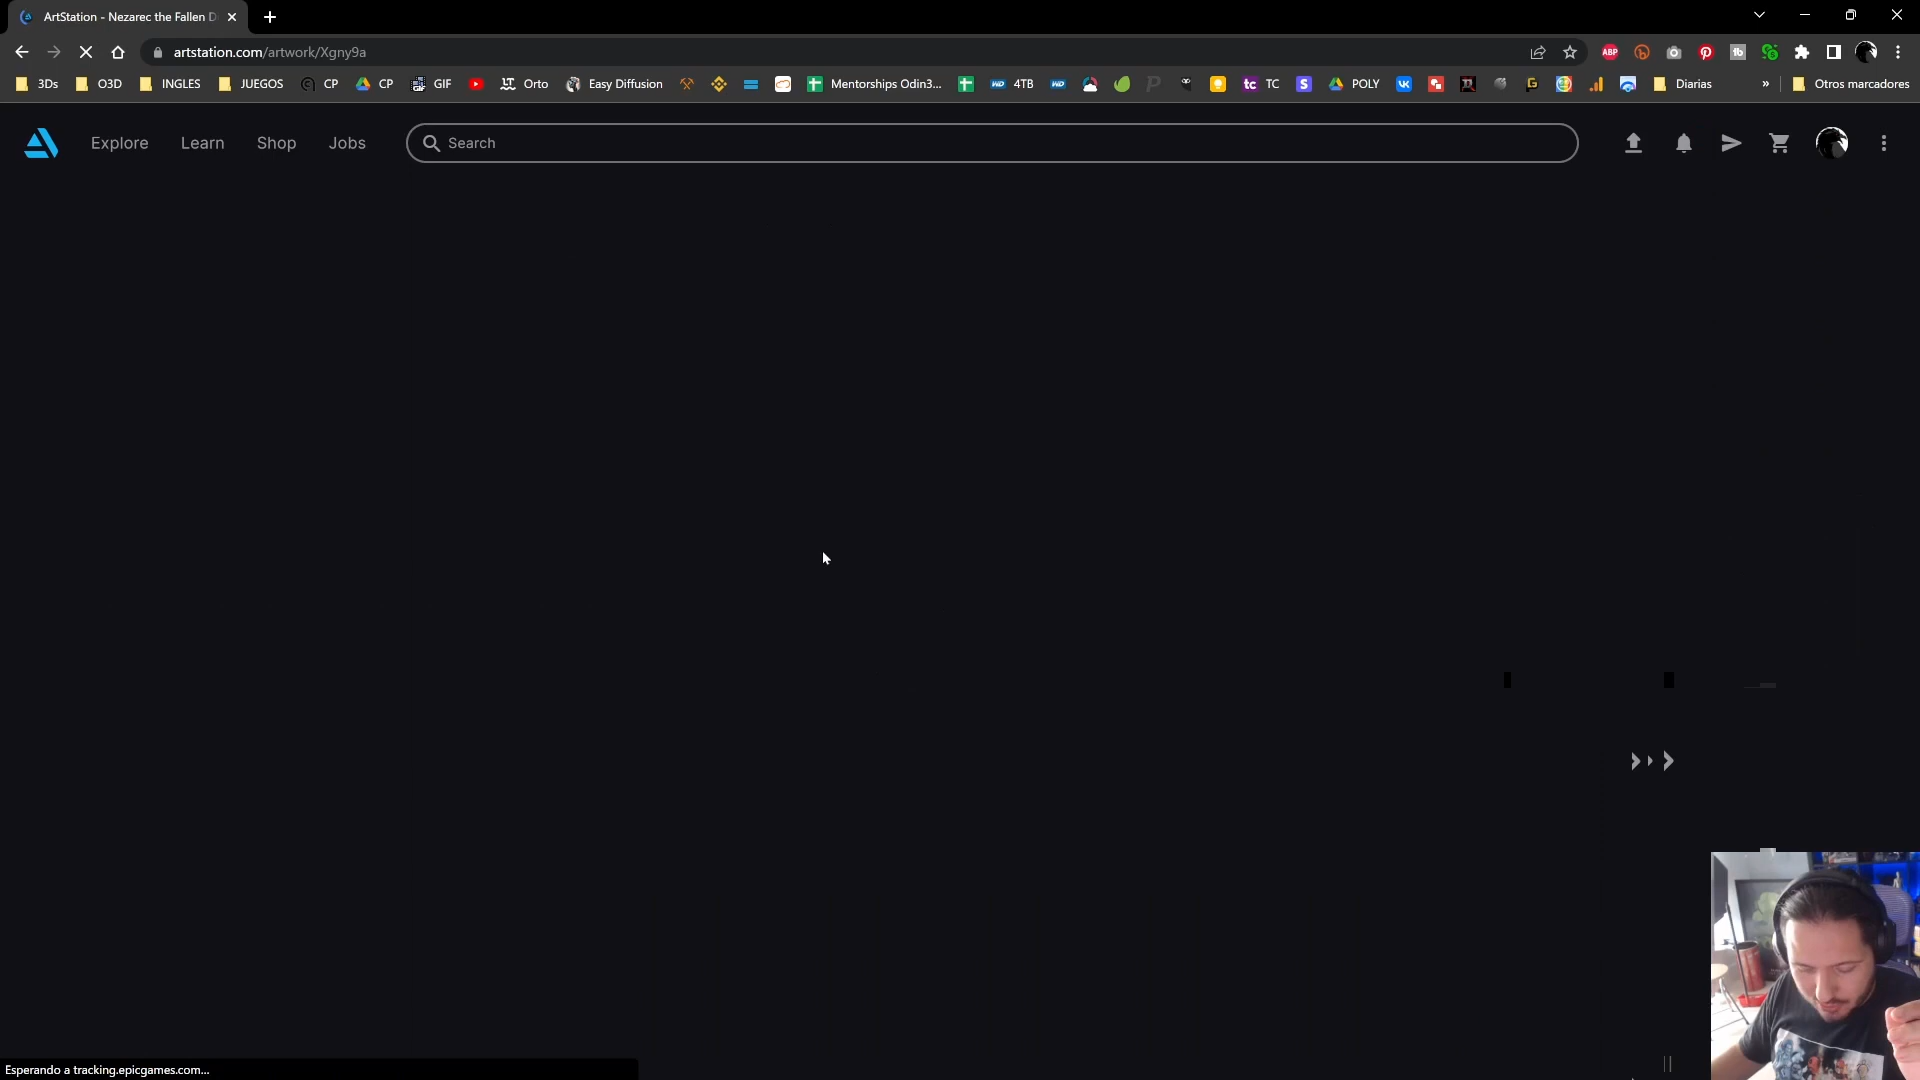 ArtStation - Nezarec the Fallen D
artstation.com/artwork/Xgny9a
ABP
3Ds O3D INGLES JUEGOS CP CP GIF Orto Easy Diffusion Mentorships Odin3... 4TB TC POLY Diarias » Otros marcadores
Explore Learn Shop Jobs Search
Esperando a tracking.epicgames.com...